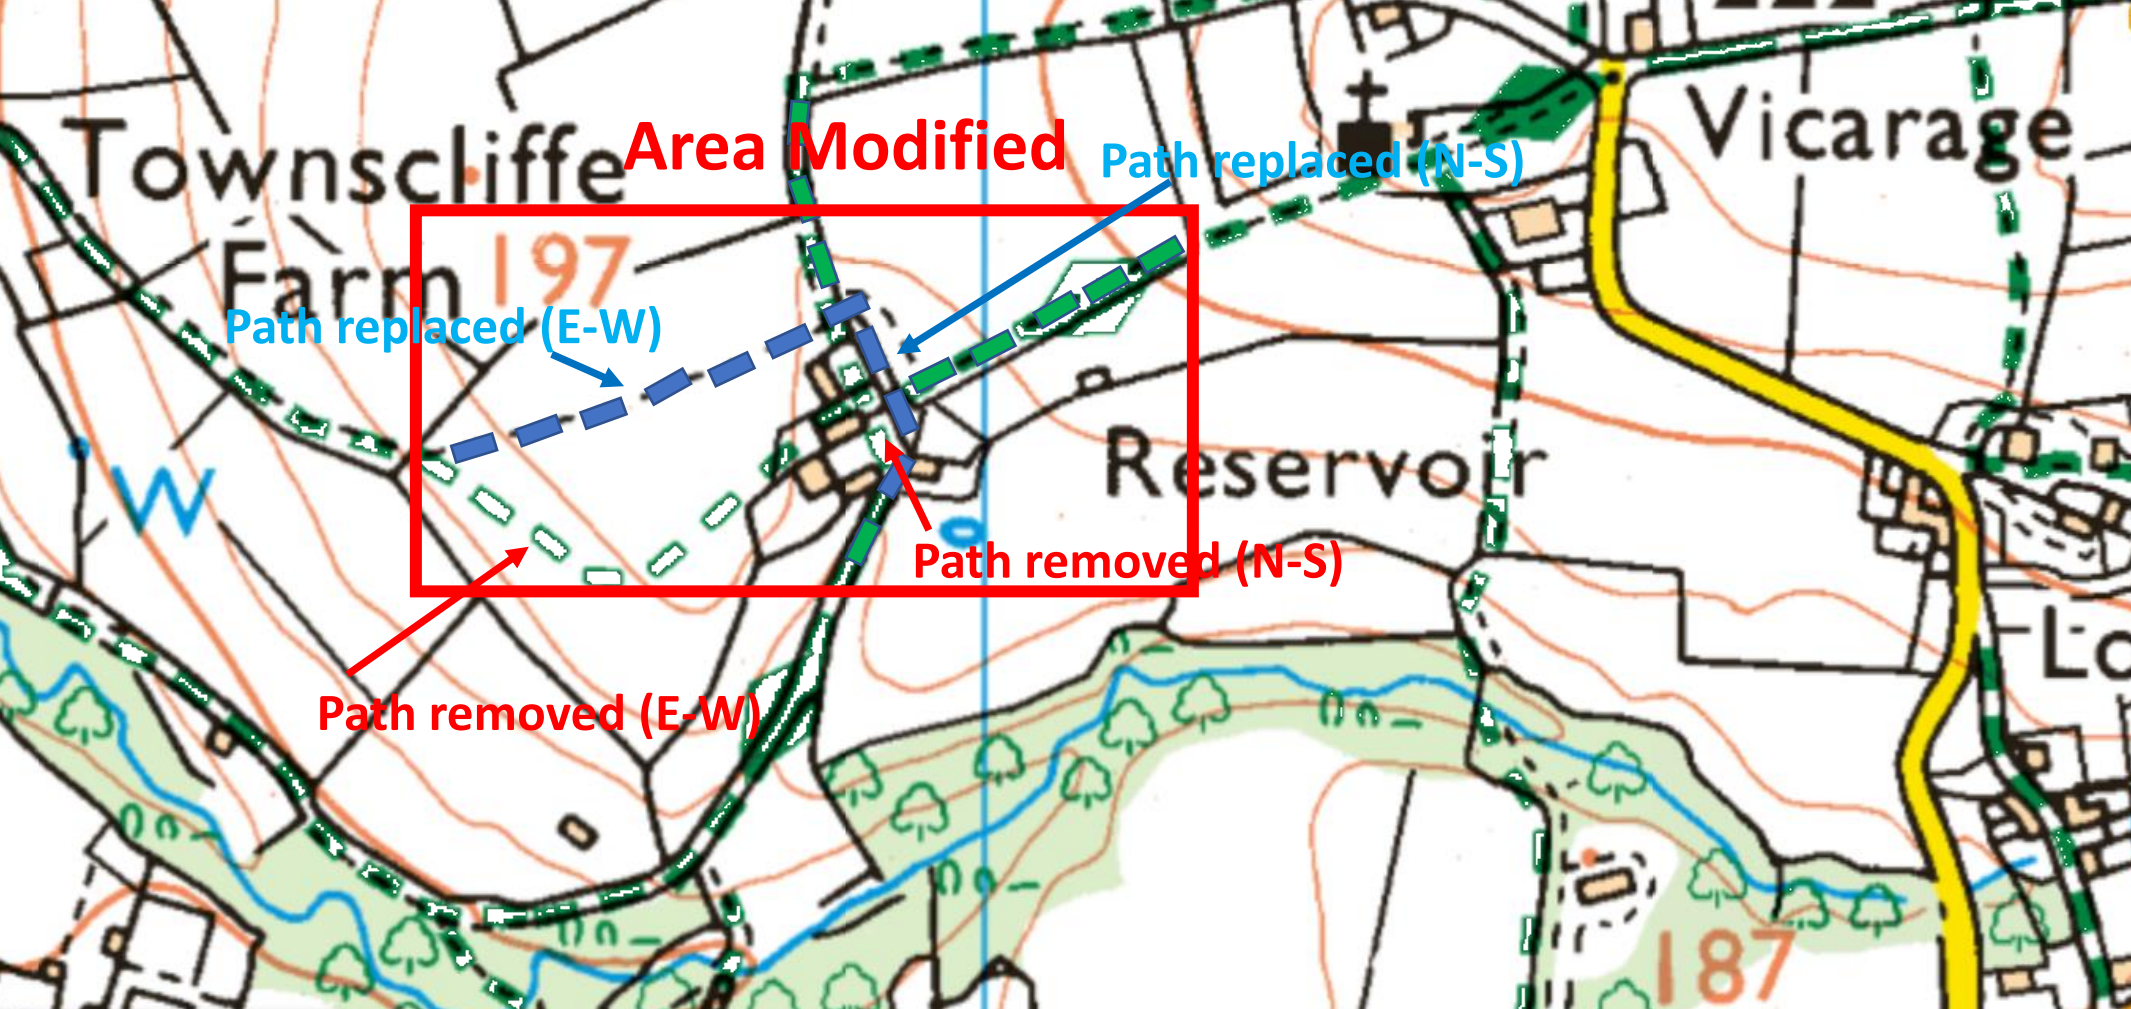 Vicarage
Townscliffe
Area Modified
Path replaced (N-S)
Farm
197
Path replaced (E-W)
Reservoir
W
Path removed (N-S)
Path removed (E-W)
187